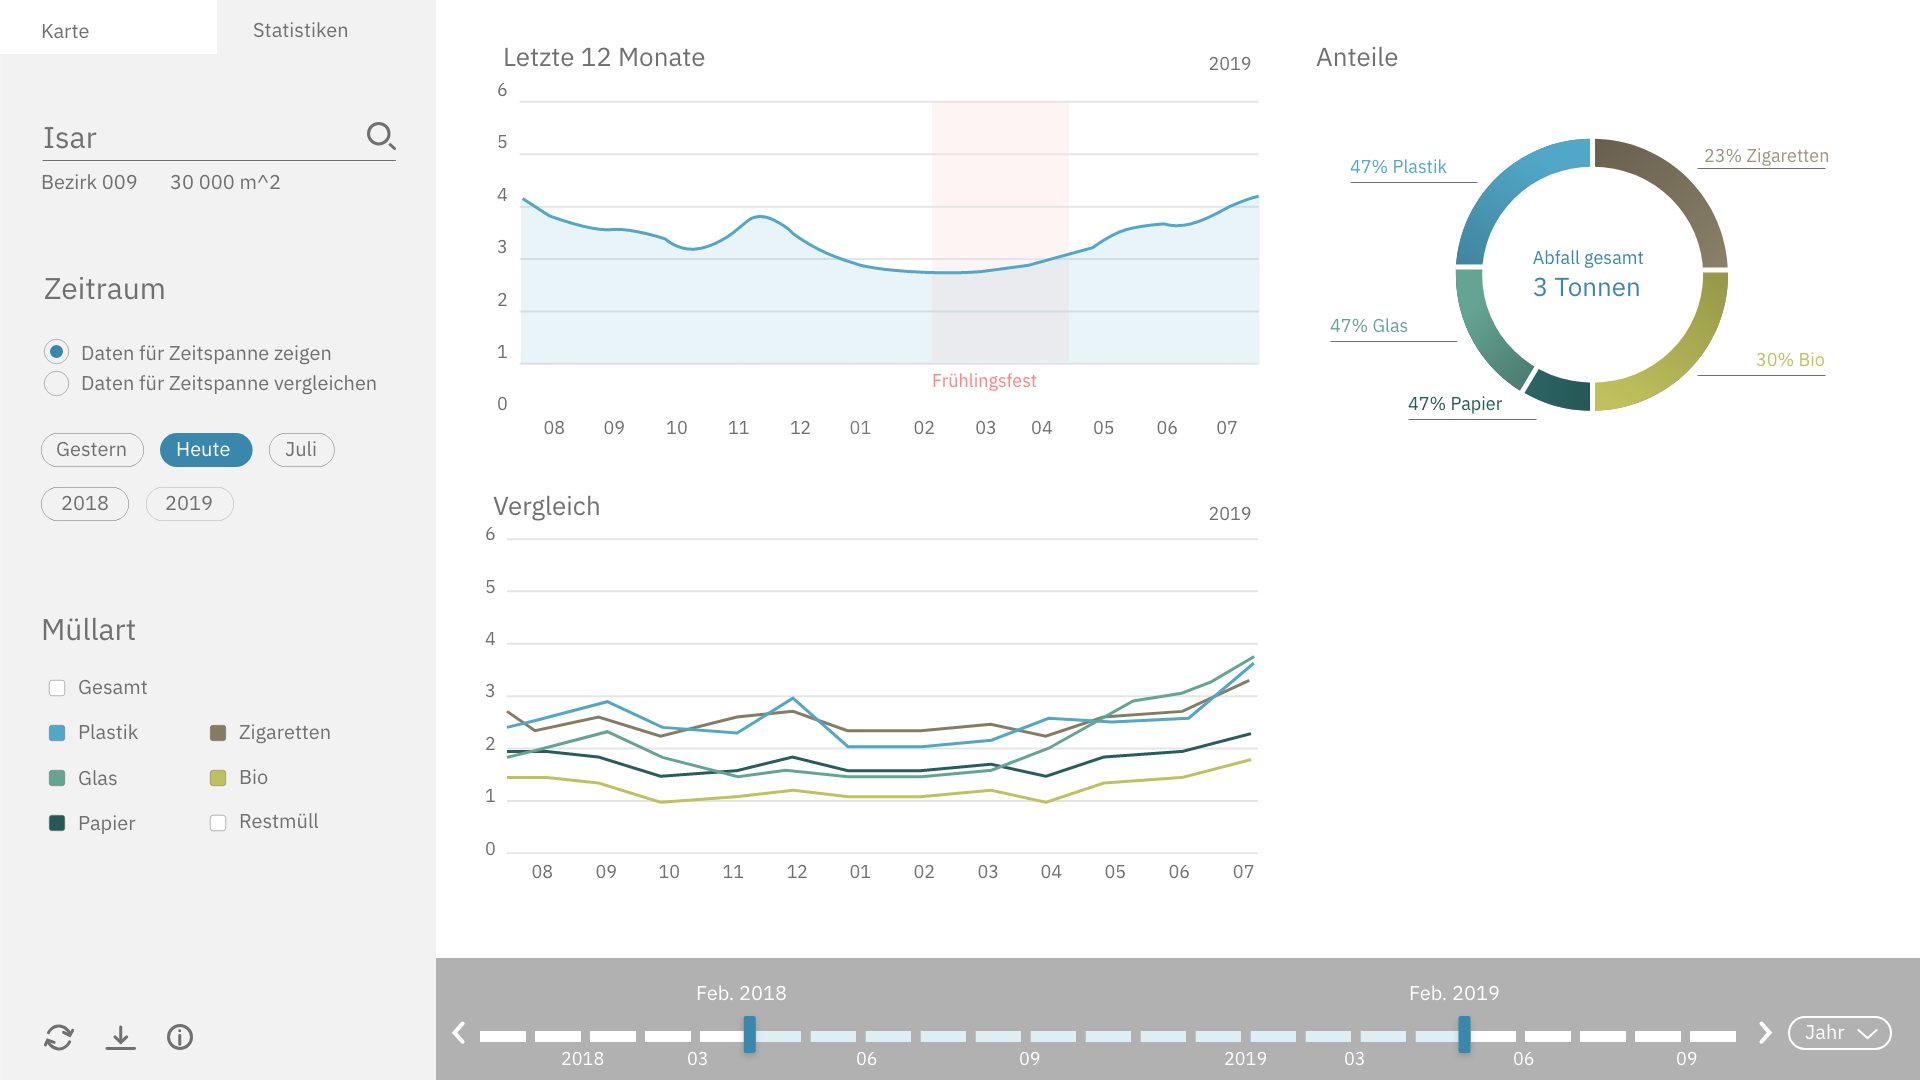 Karte
Statistiken
Isar
Bezirk 009 30 000 m^2
Zeitraum
Daten für Zeitspanne zeigen
Daten für Zeitspanne vergleichen
Gestern Heute Juli
2018 2019
Müllart
Gesamt
Plastik Zigaretten
Glas Bio
Papier Restmüll
Letzte 12 Monate
2019
6
5
4
3
2
1
0
Frühlingsfest
08 09 10 11 12 01 02 03 04 05 06 07
Anteile
47% Plastik
23% Zigaretten
Abfall gesamt
3 Tonnen
47% Glas
30% Bio
47% Papier
Vergleich
2019
6
5
4
3
2
1
0
08 09 10 11 12 01 02 03 04 05 06 07
Feb. 2018 Feb. 2019
2018 03 06 09 2019 03 06 09
Jahr